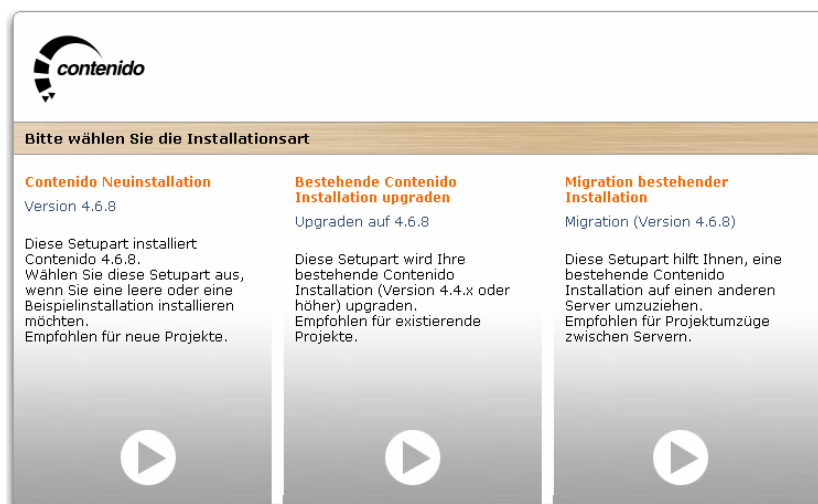 contenido
Bitte wählen Sie die Installationsart
Contenido Neuinstallation
Version 4.6.8
Diese Setupart installiert
Contenido 4.6.8.
Wählen Sie diese Setupart aus,
wenn Sie eine leere oder eine
Beispielinstallation installieren
möchten.
Empfohlen für neue Projekte.
Bestehende Contenido
Installation upgraden
Upgraden auf 4.6.8
Diese Setupart wird Ihre
bestehende Contenido
Installation (Version 4.4.x oder
höher) upgraden.
Empfohlen für existierende
Projekte.
Migration bestehender
Installation
Migration (Version 4.6.8)
Diese Setupart hilft Ihnen, eine
bestehende Contenido
Installation auf einen anderen
Server umzuziehen.
Empfohlen für Projektumzüge
zwischen Servern.